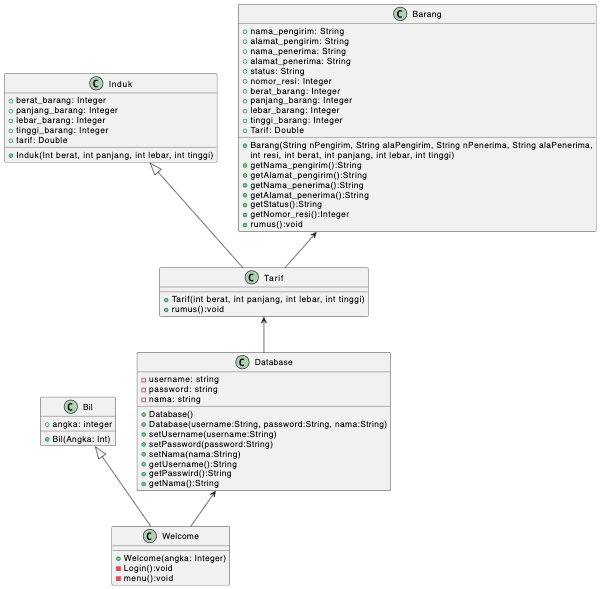 C Barang
nama_pengirim: String
alamat_pengirim: String
nama_penerima: String
alamat_penerima: String
status: String
nomor_resi: Integer
berat_barang: Integer
panjang_barang: Integer
lebar_barang: Integer
tinggi_barang: Integer
Tarif: Double
Barang(String nPengirim, String alaPengirim, String nPenerima, String alaPenerima,
int resi, int berat, int panjang, int lebar, int tinggi)
getNama_pengirim():String
getAlamat_pengirim():String
getNama_penerima():String
getAlamat_penerima():String
getStatus():String
getNomor_resi():Integer
rumus():void
C Induk
berat_barang: Integer
panjang_barang: Integer
lebar_barang: Integer
tinggi_barang: Integer
tarif: Double
Induk(Int berat, int panjang, int lebar, int tinggi)
C Tarif
Tarif(int berat, int panjang, int lebar, int tinggi)
rumus():void
C Database
username: string
password: string
nama: string
Database()
Database(username:String, password:String, nama:String)
setUsername(username:String)
setPassword(password:String)
setNama(nama:String)
getUsername():String
getPasswird():String
getNama():String
C Bil
angka: integer
Bil(Angka: Int)
C Welcome
Welcome(angka: Integer)
Login():void
menu():void